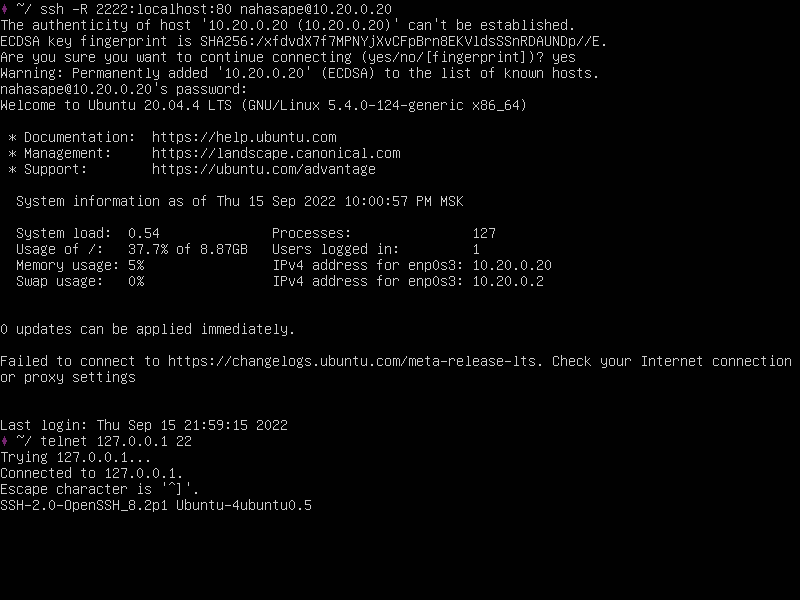 ♦ ~/ ssh -R 2222:localhost:80 nahasape@10.20.0.20
The authenticity of host '10.20.0.20 (10.20.0.20)' can't be established.
ECDSA key fingerprint is SHA256:/xfdvdX7f7MPNYjXvCFpBrn8EKVldsSSnRDAUNDp//E.
Are you sure you want to continue connecting (yes/no/[fingerprint])? yes
Warning: Permanently added '10.20.0.20' (ECDSA) to the list of known hosts.
nahasape@10.20.0.20's password:
Welcome to Ubuntu 20.04.4 LTS (GNU/Linux 5.4.0-124-generic x86_64)

 * Documentation:  https://help.ubuntu.com
 * Management:     https://landscape.canonical.com
 * Support:        https://ubuntu.com/advantage

  System information as of Thu 15 Sep 2022 10:00:57 PM MSK

  System load:  0.54              Processes:               127
  Usage of /:   37.7% of 8.87GB   Users logged in:         1
  Memory usage: 5%                IPv4 address for enp0s3: 10.20.0.20
  Swap usage:   0%                IPv4 address for enp0s3: 10.20.0.2

0 updates can be applied immediately.

Failed to connect to https://changelogs.ubuntu.com/meta-release-lts. Check your Internet connection
or proxy settings

Last login: Thu Sep 15 21:59:15 2022
♦ ~/ telnet 127.0.0.1 22
Trying 127.0.0.1...
Connected to 127.0.0.1.
Escape character is '^]'.
SSH-2.0-OpenSSH_8.2p1 Ubuntu-4ubuntu0.5